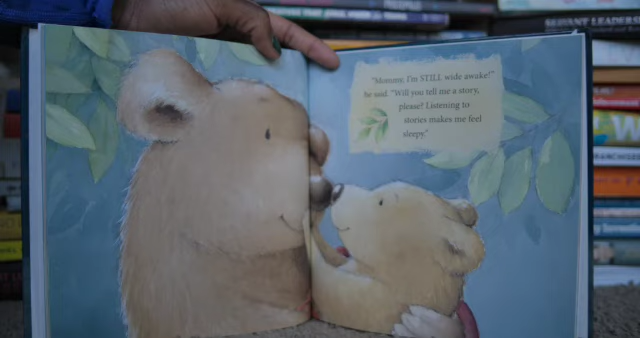 SERVANT LEADERS
"Mommy, I'm STILL wide awake!"
he said. "Will you tell me a story,
please? Listening to
stories makes me feel
sleepy."